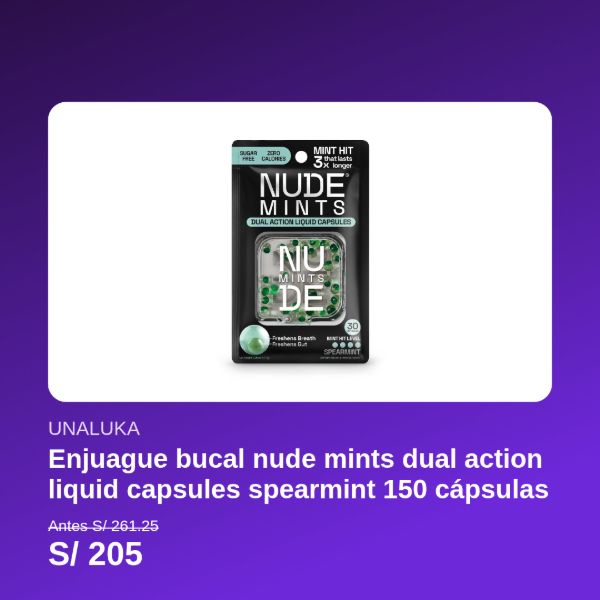 SUGAR FREE
ZERO CALORIES
MINT HIT
3x that lasts longer
NUDE
MINTS
DUAL ACTION LIQUID CAPSULES
NU
MINTS
DE
30
Freshens Breath
Freshens Gut
MINT HIT LEVEL
SPEARMINT
UNALUKA
Enjuague bucal nude mints dual action
liquid capsules spearmint 150 cápsulas
Antes S/ 261.25
S/ 205